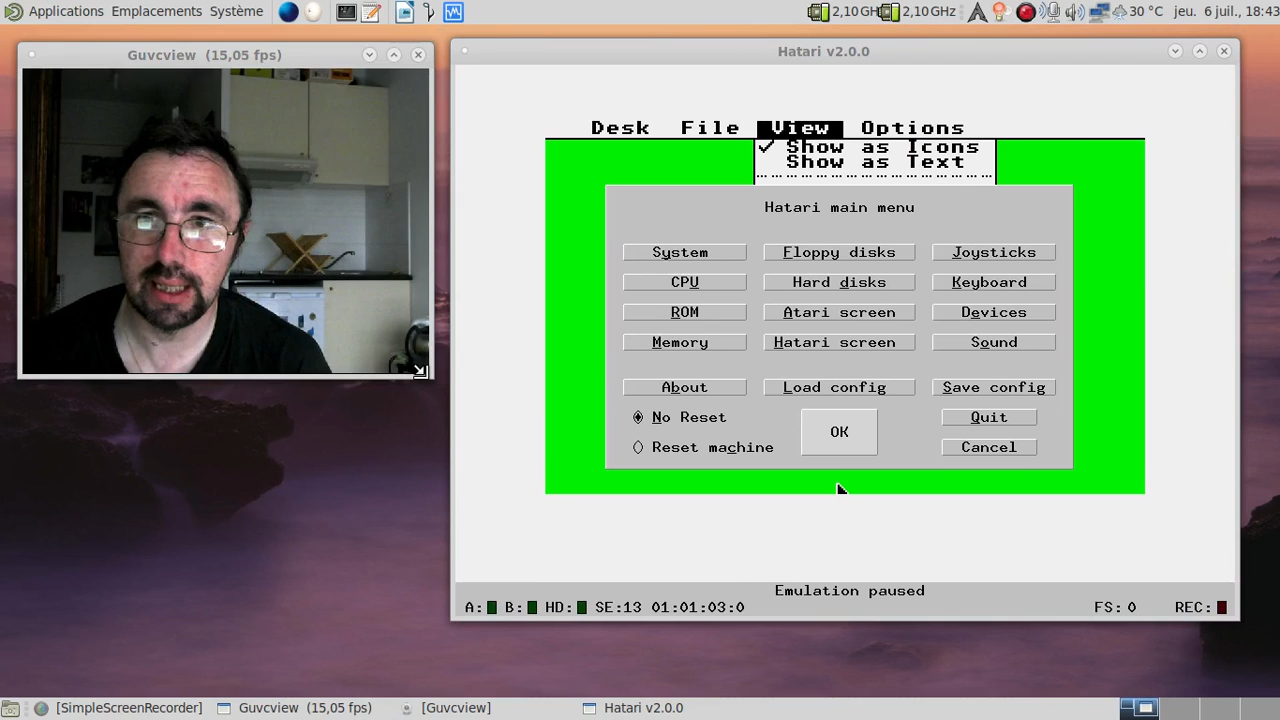 Applications Emplacements Système 2,10 GH 2,10 GHz 30 °C jeu. 6 juil., 18:43
Guvcview (15,05 fps)
Hatari v2.0.0
Desk File View Options
✓ Show as Icons
Show as Text
Hatari main menu
System Floppy disks Joysticks
CPU Hard disks Keyboard
ROM Atari screen Devices
Memory Hatari screen Sound
About Load config Save config
No Reset OK Quit
Reset machine Cancel
Emulation paused
A: B: HD: SE:13 01:01:03:0 FS: 0 REC:
[SimpleScreenRecorder] Guvcview (15,05 fps) [Guvcview] Hatari v2.0.0